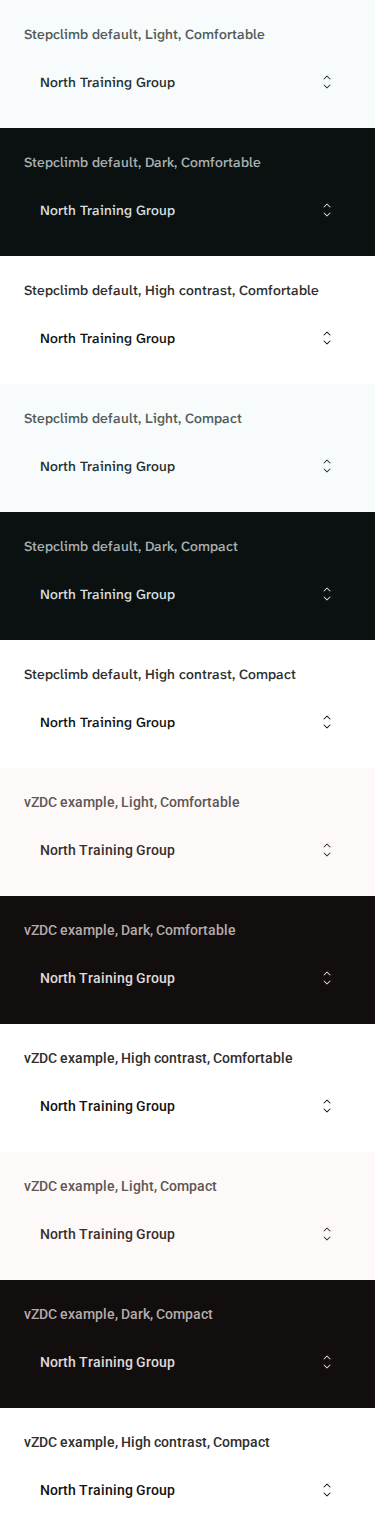 Stepclimb default, Light, Comfortable
North Training Group
Stepclimb default, Dark, Comfortable
North Training Group
Stepclimb default, High contrast, Comfortable
North Training Group
Stepclimb default, Light, Compact
North Training Group
Stepclimb default, Dark, Compact
North Training Group
Stepclimb default, High contrast, Compact
North Training Group
vZDC example, Light, Comfortable
North Training Group
vZDC example, Dark, Comfortable
North Training Group
vZDC example, High contrast, Comfortable
North Training Group
vZDC example, Light, Compact
North Training Group
vZDC example, Dark, Compact
North Training Group
vZDC example, High contrast, Compact
North Training Group